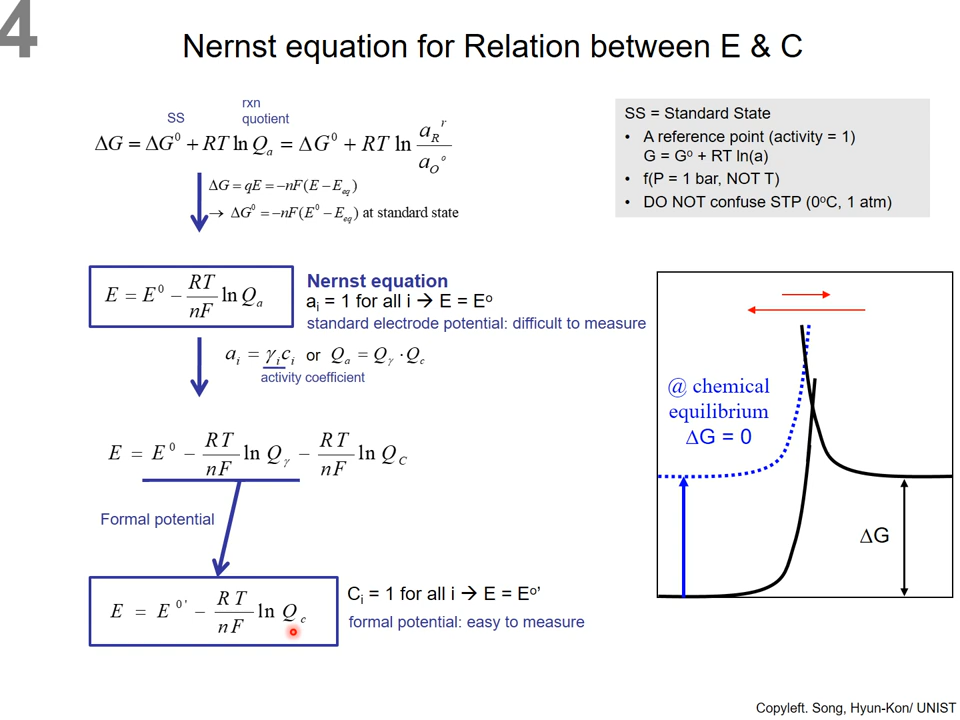 4
Nernst equation for Relation between E & C
SS
rxn
quotient
ΔG = ΔG⁰ + RT ln Qₐ = ΔG⁰ + RT ln a_R^r / a_O^o
ΔG = qE = −nF(E − E_eq)
→ ΔG⁰ = −nF(E⁰ − E_eq) at standard state
SS = Standard State
• A reference point (activity = 1)
G = Gᵒ + RT ln(a)
• f(P = 1 bar, NOT T)
• DO NOT confuse STP (0ᵒC, 1 atm)
E = E⁰ − RT/nF ln Qₐ
Nernst equation
aᵢ = 1 for all i → E = Eᵒ
standard electrode potential: difficult to measure
aᵢ = γᵢcᵢ or Qₐ = Q_γ · Q_c
activity coefficient
E = E⁰ − RT/nF ln Q_γ − RT/nF ln Q_C
Formal potential
E = E⁰' − RT/nF ln Q_c
Cᵢ = 1 for all i → E = Eᵒ’
formal potential: easy to measure
@ chemical
equilibrium
ΔG = 0
ΔG
Copyleft. Song, Hyun-Kon/ UNIST